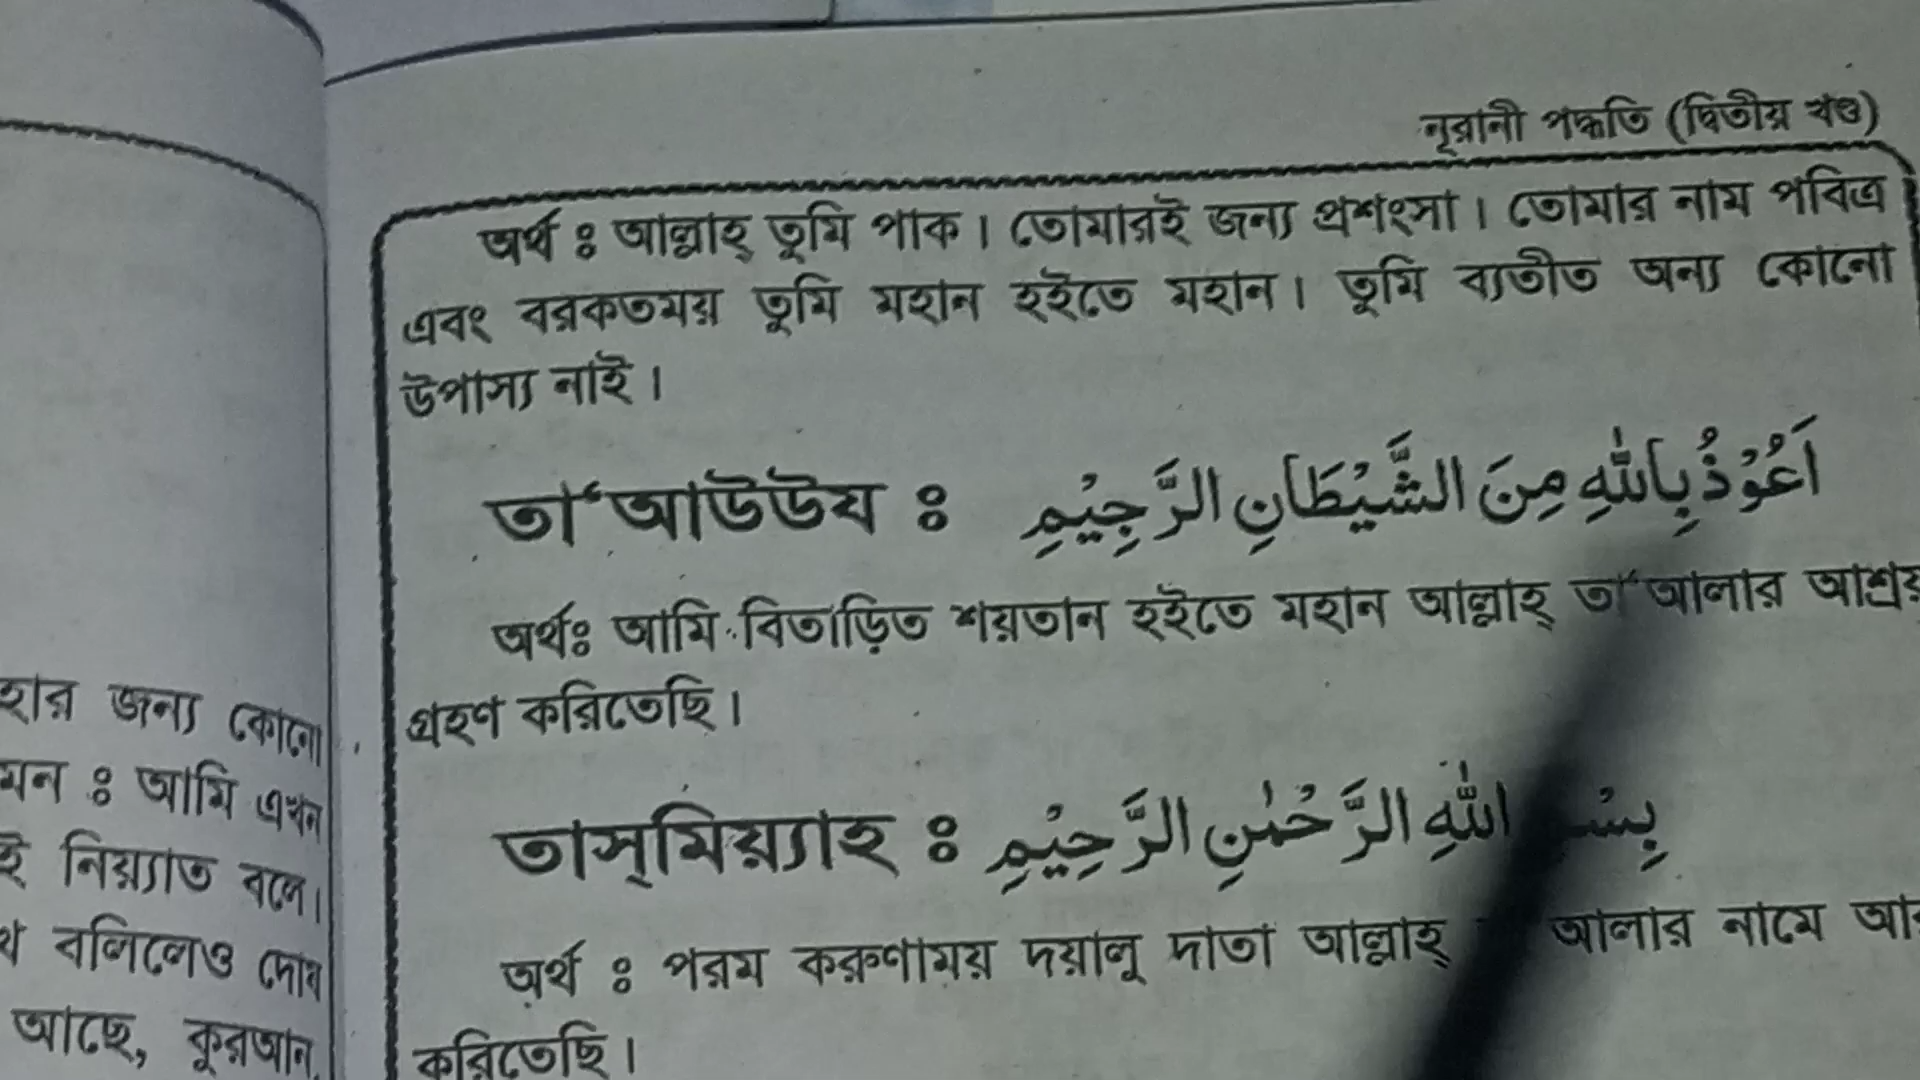 নূরানী পদ্ধতি (দ্বিতীয় খণ্ড)
অর্থ ঃ আল্লাহ্ তুমি পাক। তোমারই জন্য প্রশংসা। তোমার নাম পবিত্র
এবং বরকতময় তুমি মহান হইতে মহান। তুমি ব্যতীত অন্য কোনো
উপাস্য নাই।
তা‘আউউয ঃ اَعُوْذُ بِاللّٰهِ مِنَ الشَّيْطَانِ الرَّجِيْمِ
অর্থঃ আমি বিতাড়িত শয়তান হইতে মহান আল্লাহ্ তা‘আলার আশ্রয়
গ্রহণ করিতেছি।
তাস্মিয়্যাহ ঃ اللّٰهِ الرَّحْمٰنِ الرَّحِيْمِ
অর্থ ঃ পরম করুণাময় দয়ালু দাতা আল্লাহ্ আলার নামে
করিতেছি।
হার জন্য কোনো
মন ঃ আমি এখন
ই নিয়্যাত বলে।
বলিলেও দোষ
আছে, কুরআন,